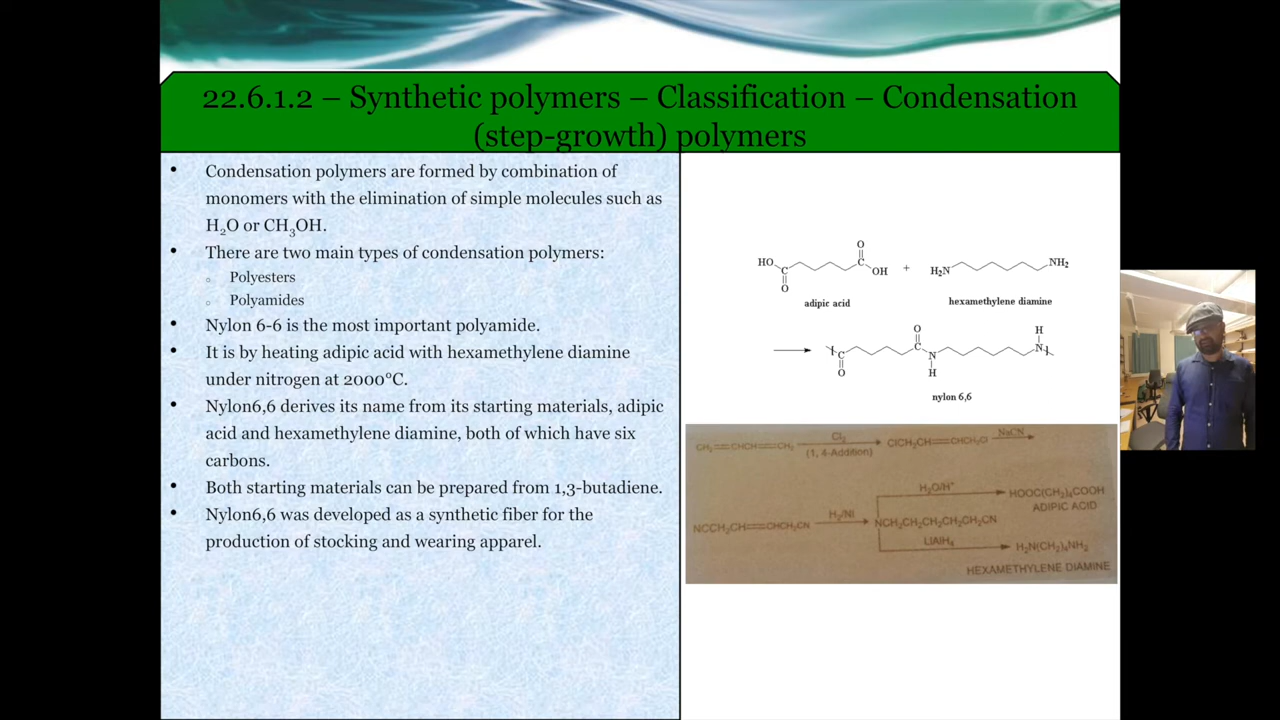 22.6.1.2 – Synthetic polymers – Classification – Condensation
(step-growth) polymers
• Condensation polymers are formed by combination of
monomers with the elimination of simple molecules such as
H₂O or CH₃OH.
• There are two main types of condensation polymers:
○ Polyesters
○ Polyamides
• Nylon 6-6 is the most important polyamide.
• It is by heating adipic acid with hexamethylene diamine
under nitrogen at 2000°C.
• Nylon6,6 derives its name from its starting materials, adipic
acid and hexamethylene diamine, both of which have six
carbons.
• Both starting materials can be prepared from 1,3-butadiene.
• Nylon6,6 was developed as a synthetic fiber for the
production of stocking and wearing apparel.
HO C O O C OH + H₂N NH₂
adipic acid hexamethylene diamine
C O O C N H H N
nylon 6,6
CH₂=CHCH=CH₂ Cl₂ (1, 4-Addition) ClCH₂CH=CHCH₂Cl NaCN
H₂O/H⁺ HOOC(CH₂)₄COOH
ADIPIC ACID
NCCH₂CH=CHCH₂CN H₂/Ni NCH₂CH₂CH₂CH₂CH₂CN
LiAlH₄ H₂N(CH₂)₄NH₂
HEXAMETHYLENE DIAMINE